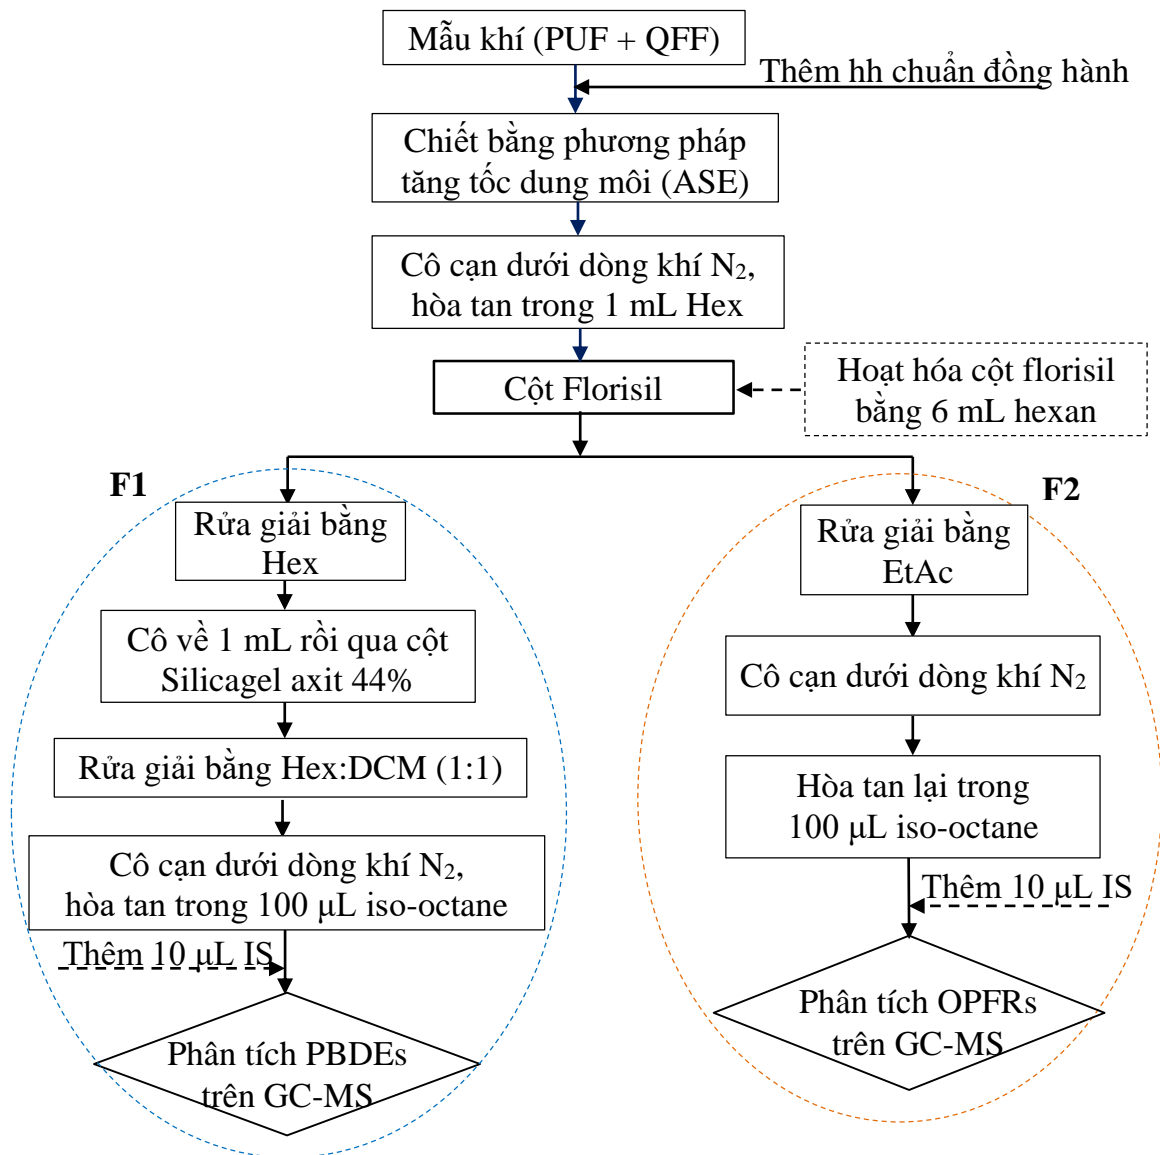 Mẫu khí (PUF + QFF)
Thêm hh chuẩn đồng hành
Chiết bằng phương pháp
tăng tốc dung môi (ASE)
Cô cạn dưới dòng khí N₂,
hòa tan trong 1 mL Hex
Cột Florisil
Hoạt hóa cột florisil
bằng 6 mL hexan
F1
Rửa giải bằng
Hex
Cô về 1 mL rồi qua cột
Silicagel axit 44%
Rửa giải bằng Hex:DCM (1:1)
Cô cạn dưới dòng khí N₂,
hòa tan trong 100 μL iso-octane
Thêm 10 μL IS
Phân tích PBDEs
trên GC-MS
F2
Rửa giải bằng
EtAc
Cô cạn dưới dòng khí N₂
Hòa tan lại trong
100 μL iso-octane
Thêm 10 μL IS
Phân tích OPFRs
trên GC-MS